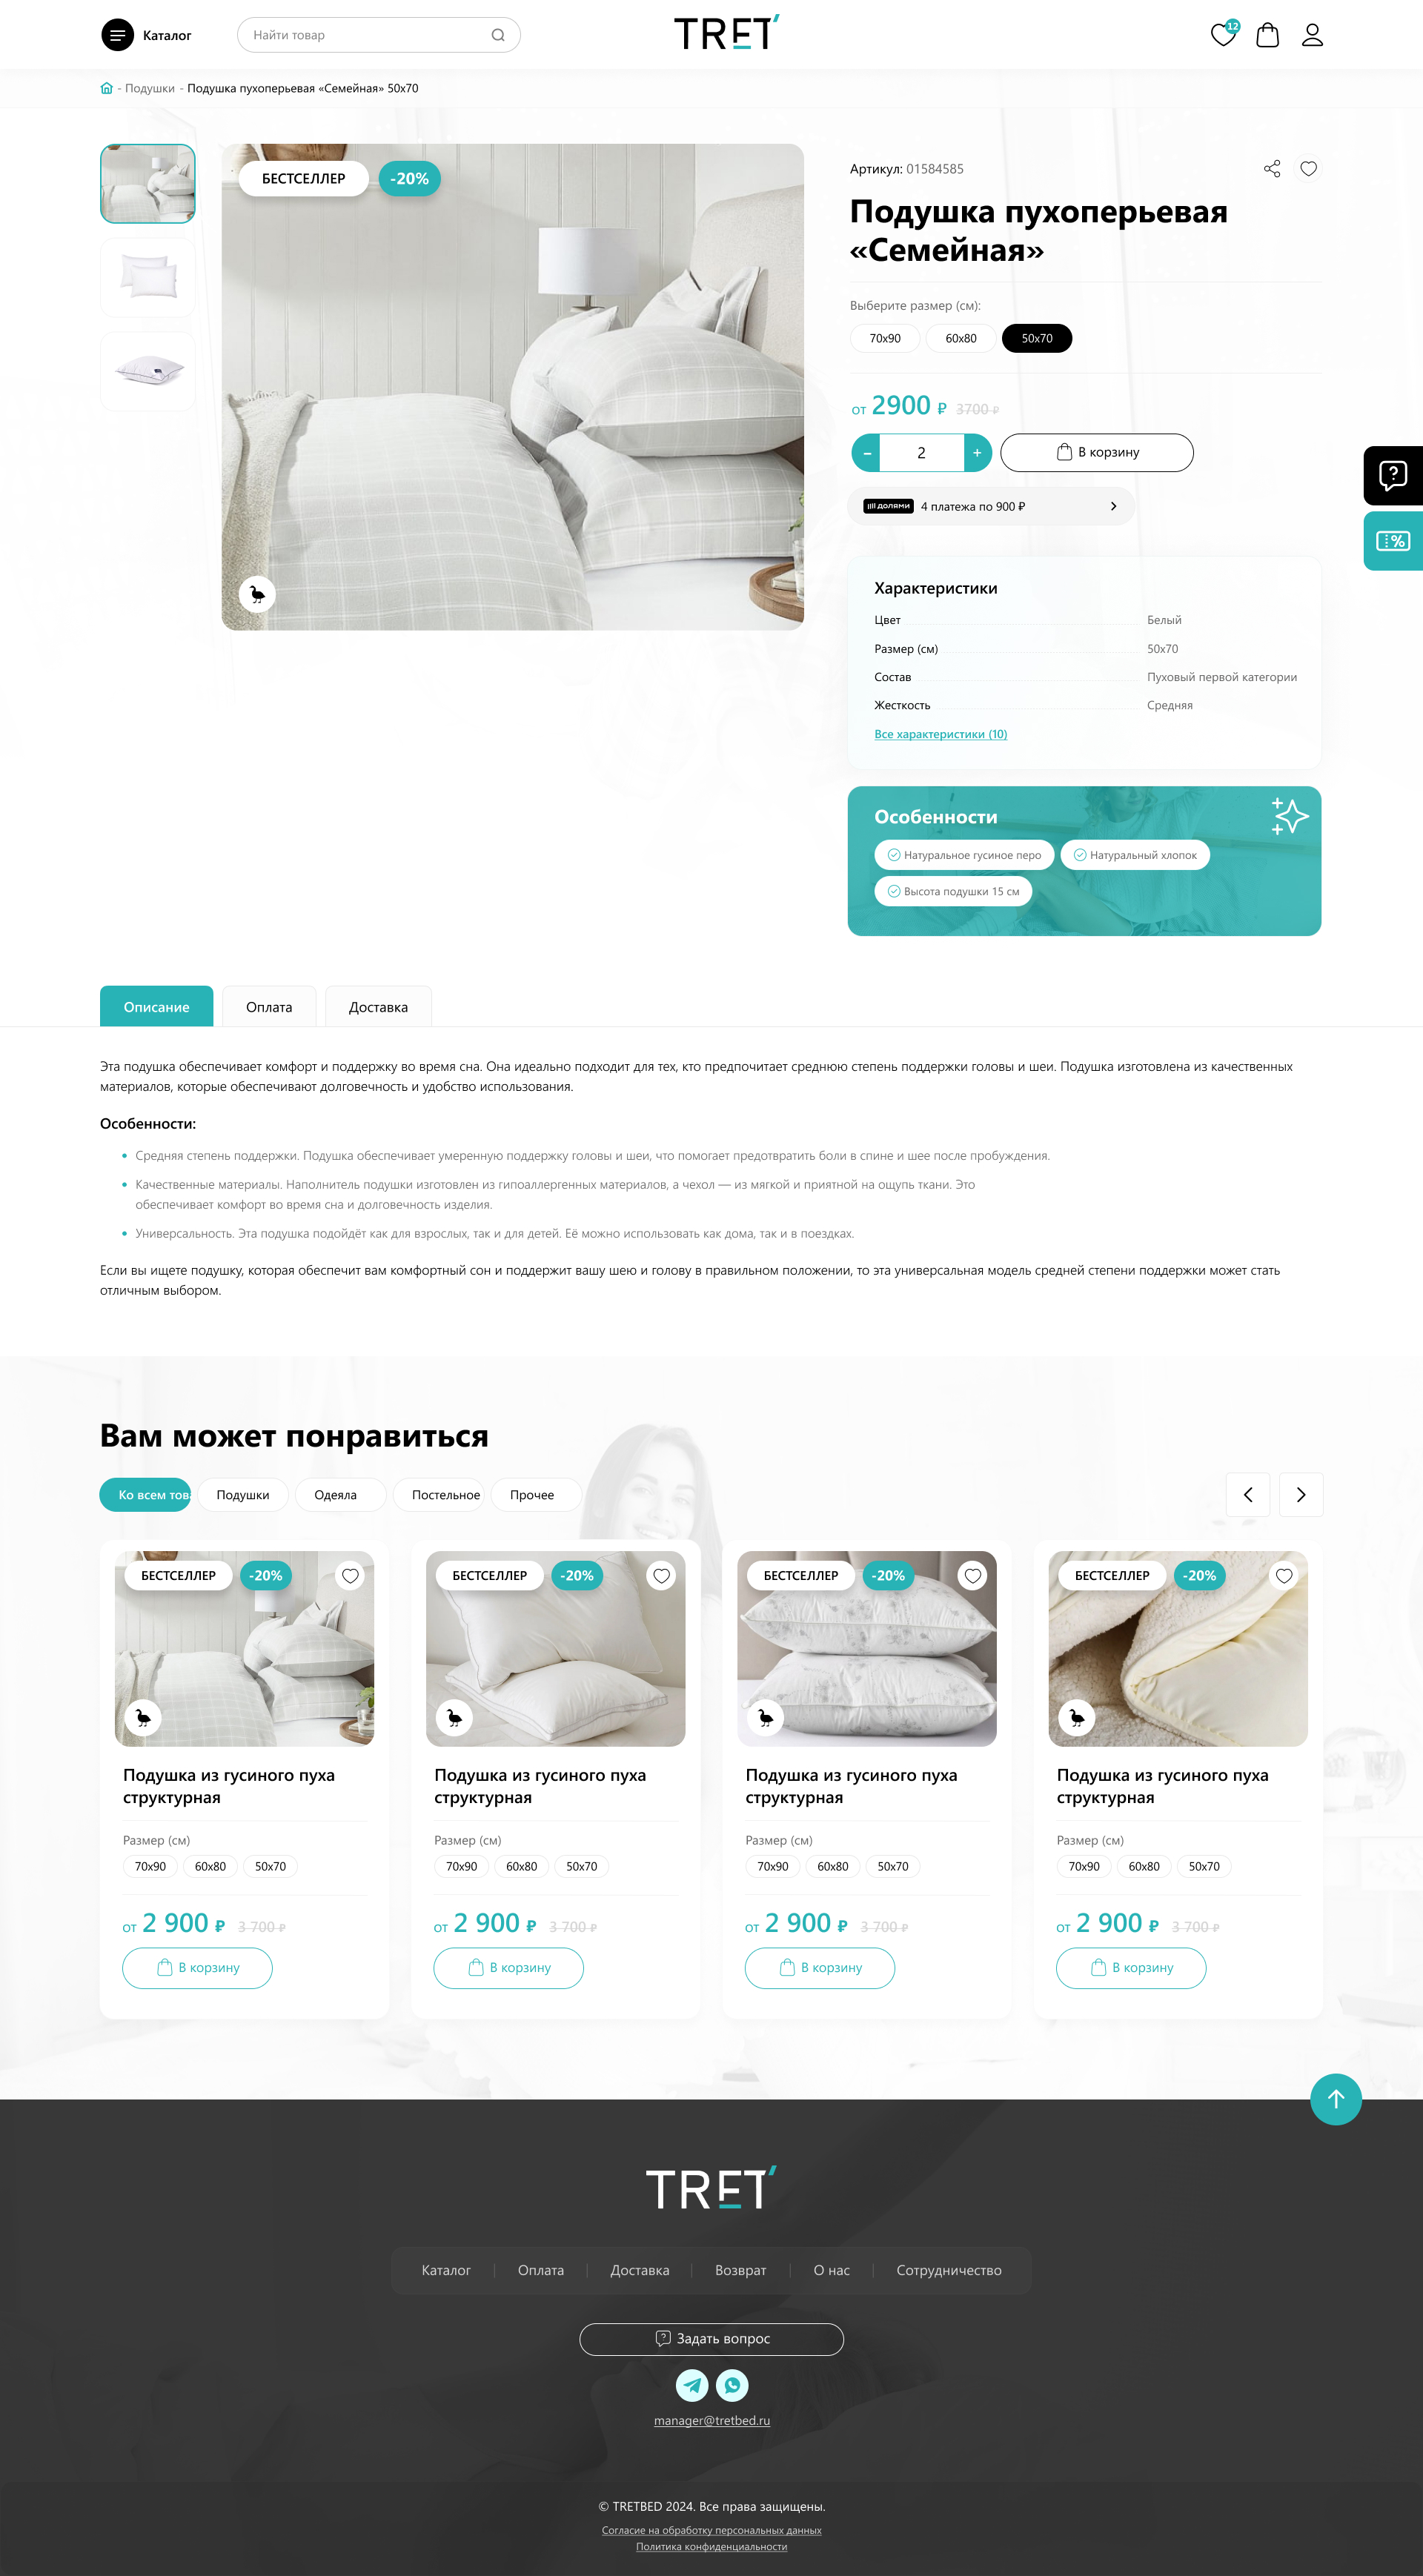 Каталог
Найти товар
TRET'
12
- Подушки - Подушка пухоперьевая «Семейная» 50x70
БЕСТСЕЛЛЕР
-20%
Артикул: 01584585
Подушка пухоперьевая
«Семейная»
Выберите размер (см):
70x90
60x80
50x70
от 2900 ₽ 3700 ₽
– 2 +
В корзину
долями 4 платежа по 900 ₽
?
%
Характеристики
Цвет Белый
Размер (см) 50x70
Состав Пуховый первой категории
Жесткость Средняя
Все характеристики (10)
Особенности
Натуральное гусиное перо
Натуральный хлопок
Высота подушки 15 см
Описание
Оплата
Доставка
Эта подушка обеспечивает комфорт и поддержку во время сна. Она идеально подходит для тех, кто предпочитает среднюю степень поддержки головы и шеи. Подушка изготовлена из качественных
материалов, которые обеспечивают долговечность и удобство использования.
Особенности:
Средняя степень поддержки. Подушка обеспечивает умеренную поддержку головы и шеи, что помогает предотвратить боли в спине и шее после пробуждения.
Качественные материалы. Наполнитель подушки изготовлен из гипоаллергенных материалов, а чехол — из мягкой и приятной на ощупь ткани. Это
обеспечивает комфорт во время сна и долговечность изделия.
Универсальность. Эта подушка подойдёт как для взрослых, так и для детей. Её можно использовать как дома, так и в поездках.
Если вы ищете подушку, которая обеспечит вам комфортный сон и поддержит вашу шею и голову в правильном положении, то эта универсальная модель средней степени поддержки может стать
отличным выбором.
Вам может понравиться
Ко всем това
Подушки
Одеяла
Постельное
Прочее
БЕСТСЕЛЛЕР
-20%
Подушка из гусиного пуха
структурная
Размер (см)
70x90
60x80
50x70
от 2 900 ₽ 3 700 ₽
В корзину
БЕСТСЕЛЛЕР
-20%
Подушка из гусиного пуха
структурная
Размер (см)
70x90
60x80
50x70
от 2 900 ₽ 3 700 ₽
В корзину
БЕСТСЕЛЛЕР
-20%
Подушка из гусиного пуха
структурная
Размер (см)
70x90
60x80
50x70
от 2 900 ₽ 3 700 ₽
В корзину
БЕСТСЕЛЛЕР
-20%
Подушка из гусиного пуха
структурная
Размер (см)
70x90
60x80
50x70
от 2 900 ₽ 3 700 ₽
В корзину
TRET'
Каталог
Оплата
Доставка
Возврат
О нас
Сотрудничество
Задать вопрос
manager@tretbed.ru
© TRETBED 2024. Все права защищены.
Согласие на обработку персональных данных
Политика конфиденциальности